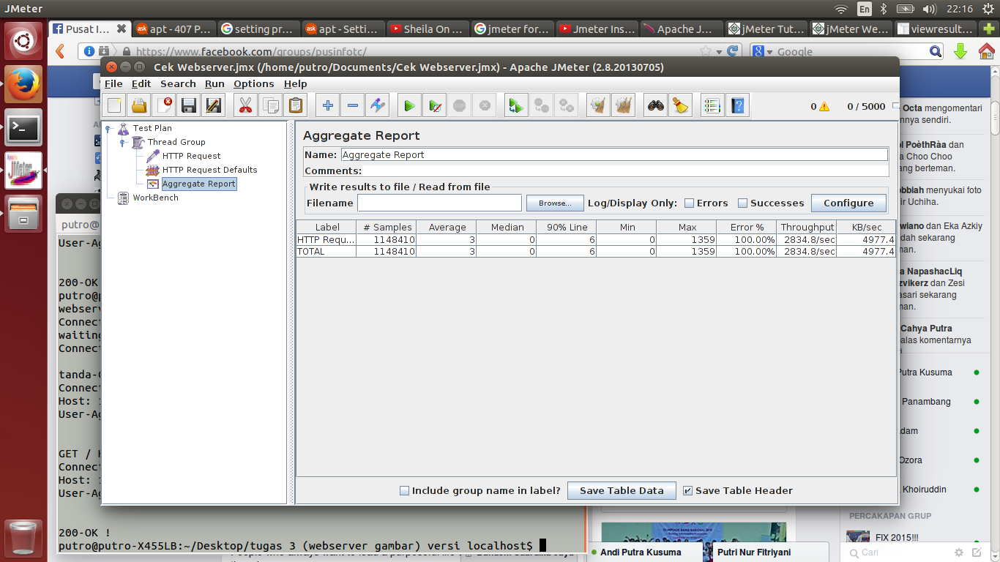 JMeter
En
22:16
Pusat I...
apt - 407 P...
setting pr...
apt - Setti...
Sheila On ...
jmeter for...
Jmeter Ins...
Apache J...
jMeter Tut...
jMeter We...
viewresult...
https://www.facebook.com/groups/pusinfotc/
Google
Cek Webserver.jmx (/home/putro/Documents/Cek Webserver.jmx) - Apache JMeter (2.8.20130705)
File Edit Search Run Options Help
0
0 / 5000
Test Plan
Thread Group
HTTP Request
HTTP Request Defaults
Aggregate Report
WorkBench
Aggregate Report
Name: Aggregate Report
Comments:
Write results to file / Read from file
Filename
Browse...
Log/Display Only:
Errors
Successes
Configure
Label # Samples Average Median 90% Line Min Max Error % Throughput KB/sec
HTTP Requ... 1148410 3 0 6 0 1359 100.00% 2834.8/sec 4977.4
TOTAL 1148410 3 0 6 0 1359 100.00% 2834.8/sec 4977.4
Include group name in label?
Save Table Data
Save Table Header
putro@
User-Ag
200-OK
putro@p
webserv
Connect
waiting
Connect
tanda-
Connect
Host:
User-Ag
GET /
Connect
Host:
User-Ag
200-OK !
putro@putro-X455LB:~/Desktop/tugas 3 (webserver gambar) versi localhost$
Octa mengomentari
nya sendiri.
ol PoèthRàa dan
a Choo Choo
ang berteman.
obbiah menyukai foto
ir Uchiha.
wiano dan Eka Azkiy
dah sekarang
man.
a NapashacLiq
zvikerz dan Zesi
asari sekarang
man.
Cahya Putra
alas komentarnya
Putra Kusuma
Panambang
dam
Ozora
Khoiruddin
PERCAKAPAN GRUP
FIX 2015!!!
Cari
Andi Putra Kusuma
Putri Nur Fitriyani